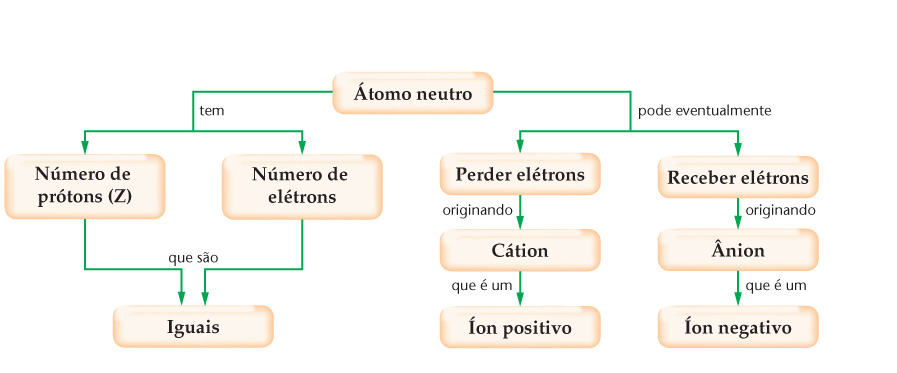 Átomo neutro
tem
pode eventualmente
Número de
prótons (Z)
Número de
elétrons
Perder elétrons
Receber elétrons
originando
originando
Cátion
Ânion
que são
que é um
que é um
Iguais
Íon positivo
Íon negativo